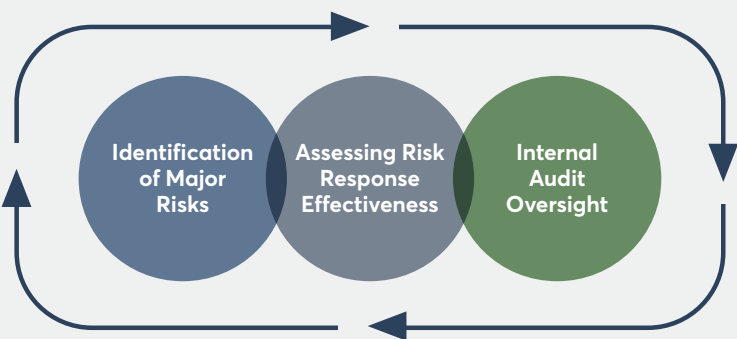 Identification
of Major
Risks
Assessing Risk
Response
Effectiveness
Internal
Audit
Oversight